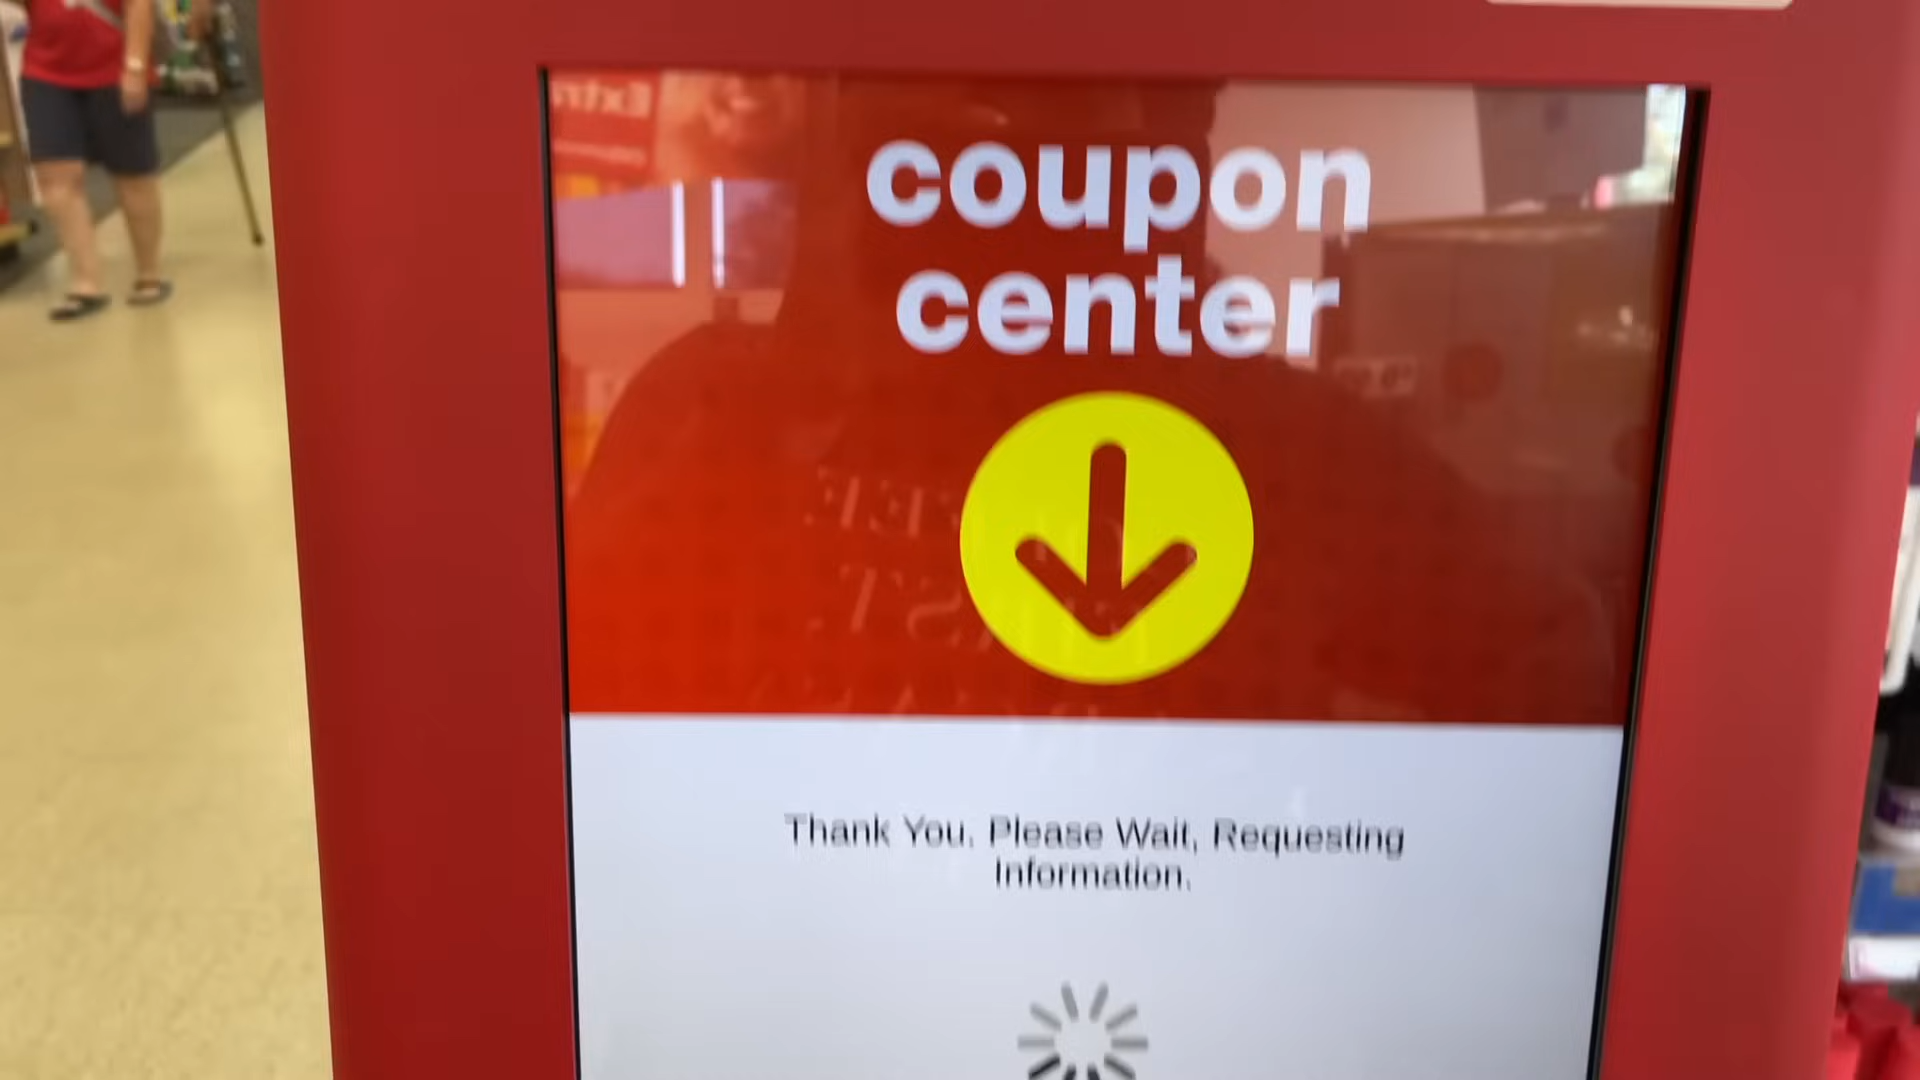 coupon
center
Thank You. Please Wait, Requesting
Information.